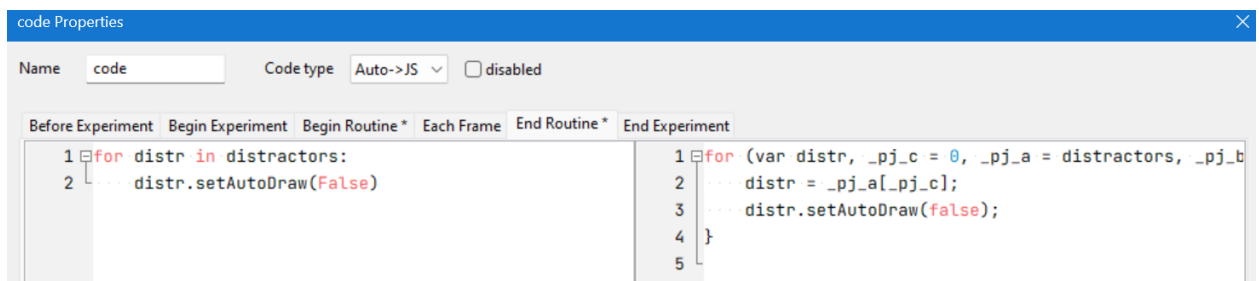 code Properties
Name code Code type Auto->JS disabled
Before Experiment Begin Experiment Begin Routine * Each Frame End Routine * End Experiment
1 for distr in distractors:
2 distr.setAutoDraw(False)
1 for (var distr, _pj_c = 0, _pj_a = distractors, _pj_b
2 distr = _pj_a[_pj_c];
3 distr.setAutoDraw(false);
4 }
5